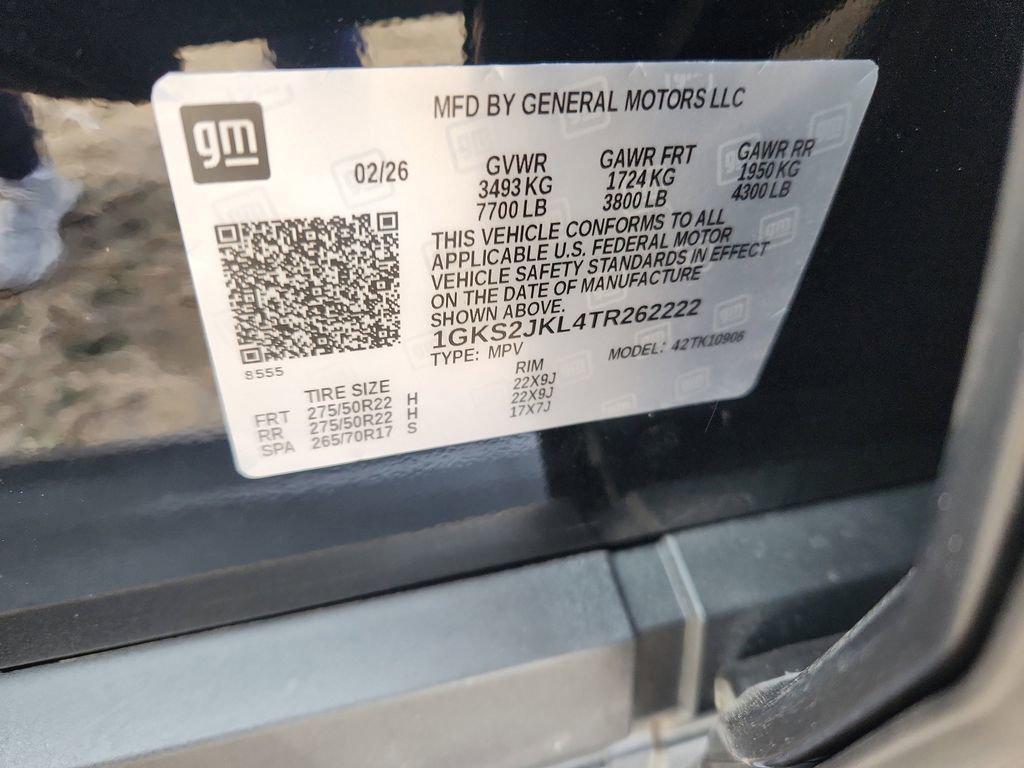 gm
MFD BY GENERAL MOTORS LLC
02/26
GVWR
3493 KG
7700 LB
GAWR FRT
1724 KG
3800 LB
GAWR RR
1950 KG
4300 LB
THIS VEHICLE CONFORMS TO ALL
APPLICABLE U.S. FEDERAL MOTOR
VEHICLE SAFETY STANDARDS IN EFFECT
ON THE DATE OF MANUFACTURE
SHOWN ABOVE.
1GKS2JKL4TR262222
TYPE: MPV MODEL: 42TK10906
8555
TIRE SIZE RIM
FRT 275/50R22 H 22X9J
RR 275/50R22 H 22X9J
SPA 265/70R17 S 17X7J